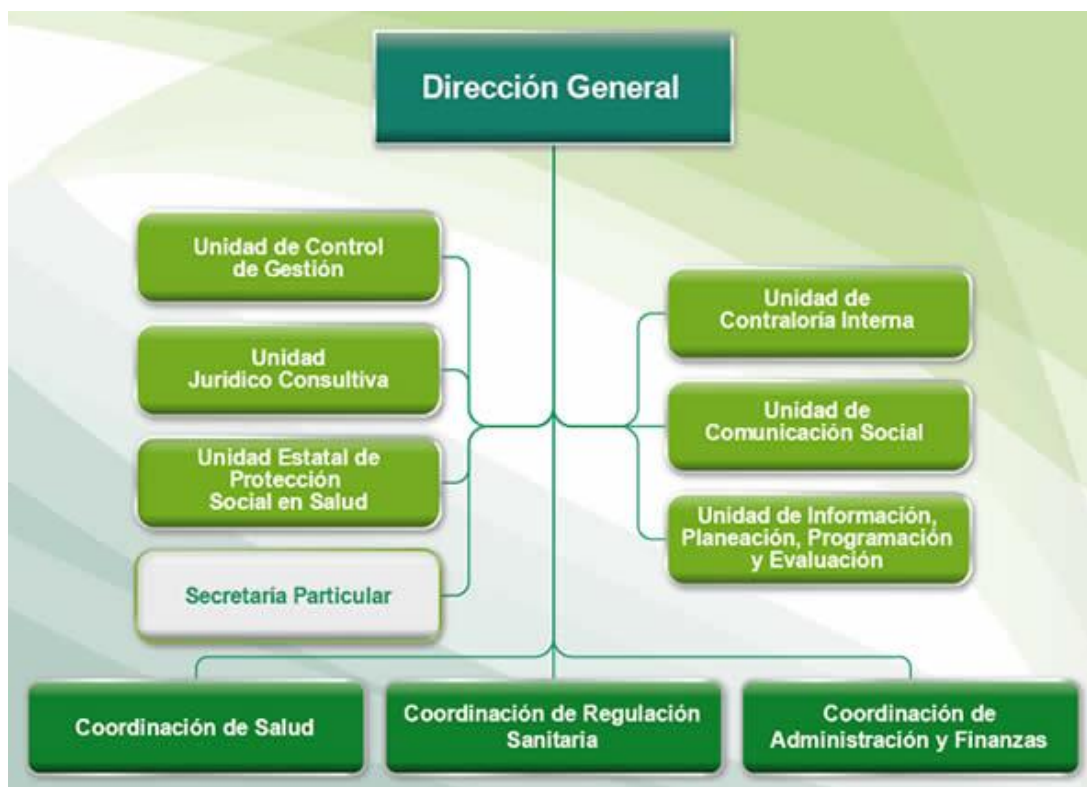 Dirección General
Unidad de Control
de Gestión
Unidad
Jurídico Consultiva
Unidad Estatal de
Protección
Social en Salud
Secretaría Particular
Unidad de
Contraloría Interna
Unidad de
Comunicación Social
Unidad de Información,
Planeación, Programación
y Evaluación
Coordinación de Salud
Coordinación de Regulación
Sanitaria
Coordinación de
Administración y Finanzas